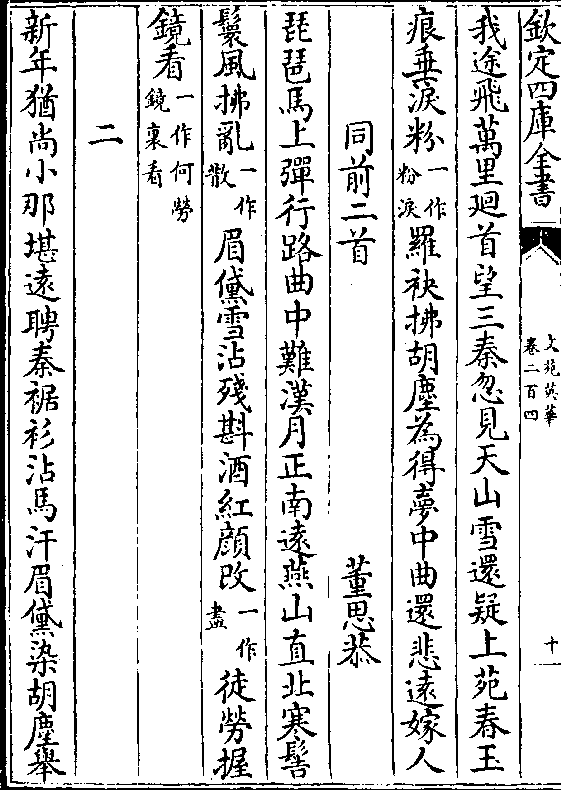 欽定四庫全書
文苑英華
卷二百四
十
我途飛萬里廻首望三秦忽見天山雪還疑上苑春玉
痕垂淚粉一作粉淚羅袂拂胡塵為得夢中曲還悲遠嫁人
同前二首 董思恭
琵琶馬上彈行路曲中難漢月正南遠燕山直北寒髻
鬟風拂亂一作散眉黛雪沾殘斟酒紅顔改一作盡徒勞握
鏡看一作何勞鏡裏看
二
新年猶尚小那堪遠聘秦裾衫沾馬汗眉黛染胡塵舉